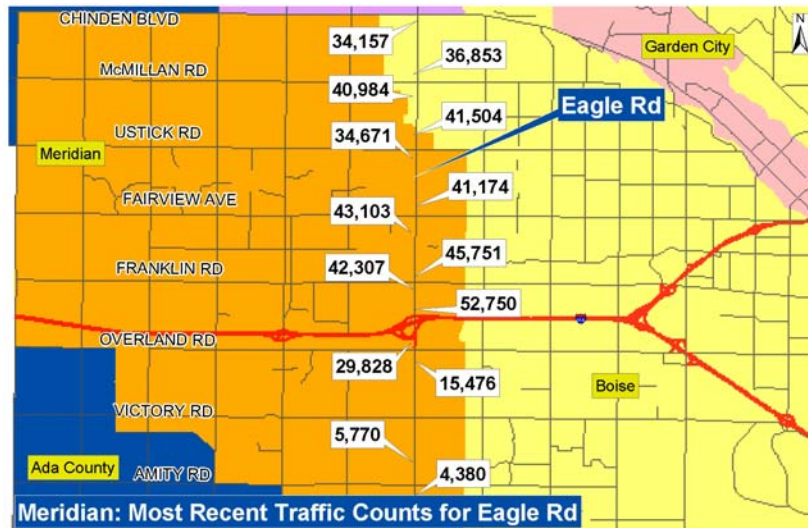 CHINDEN BLVD
34,157
36,853
Garden City
N
McMILLAN RD
40,984
41,504
Eagle Rd
USTICK RD
34,671
Meridian
41,174
FAIRVIEW AVE
43,103
45,751
FRANKLIN RD
42,307
52,750
OVERLAND RD
29,828
15,476
Boise
VICTORY RD
5,770
Ada County
AMITY RD
4,380
Meridian: Most Recent Traffic Counts for Eagle Rd